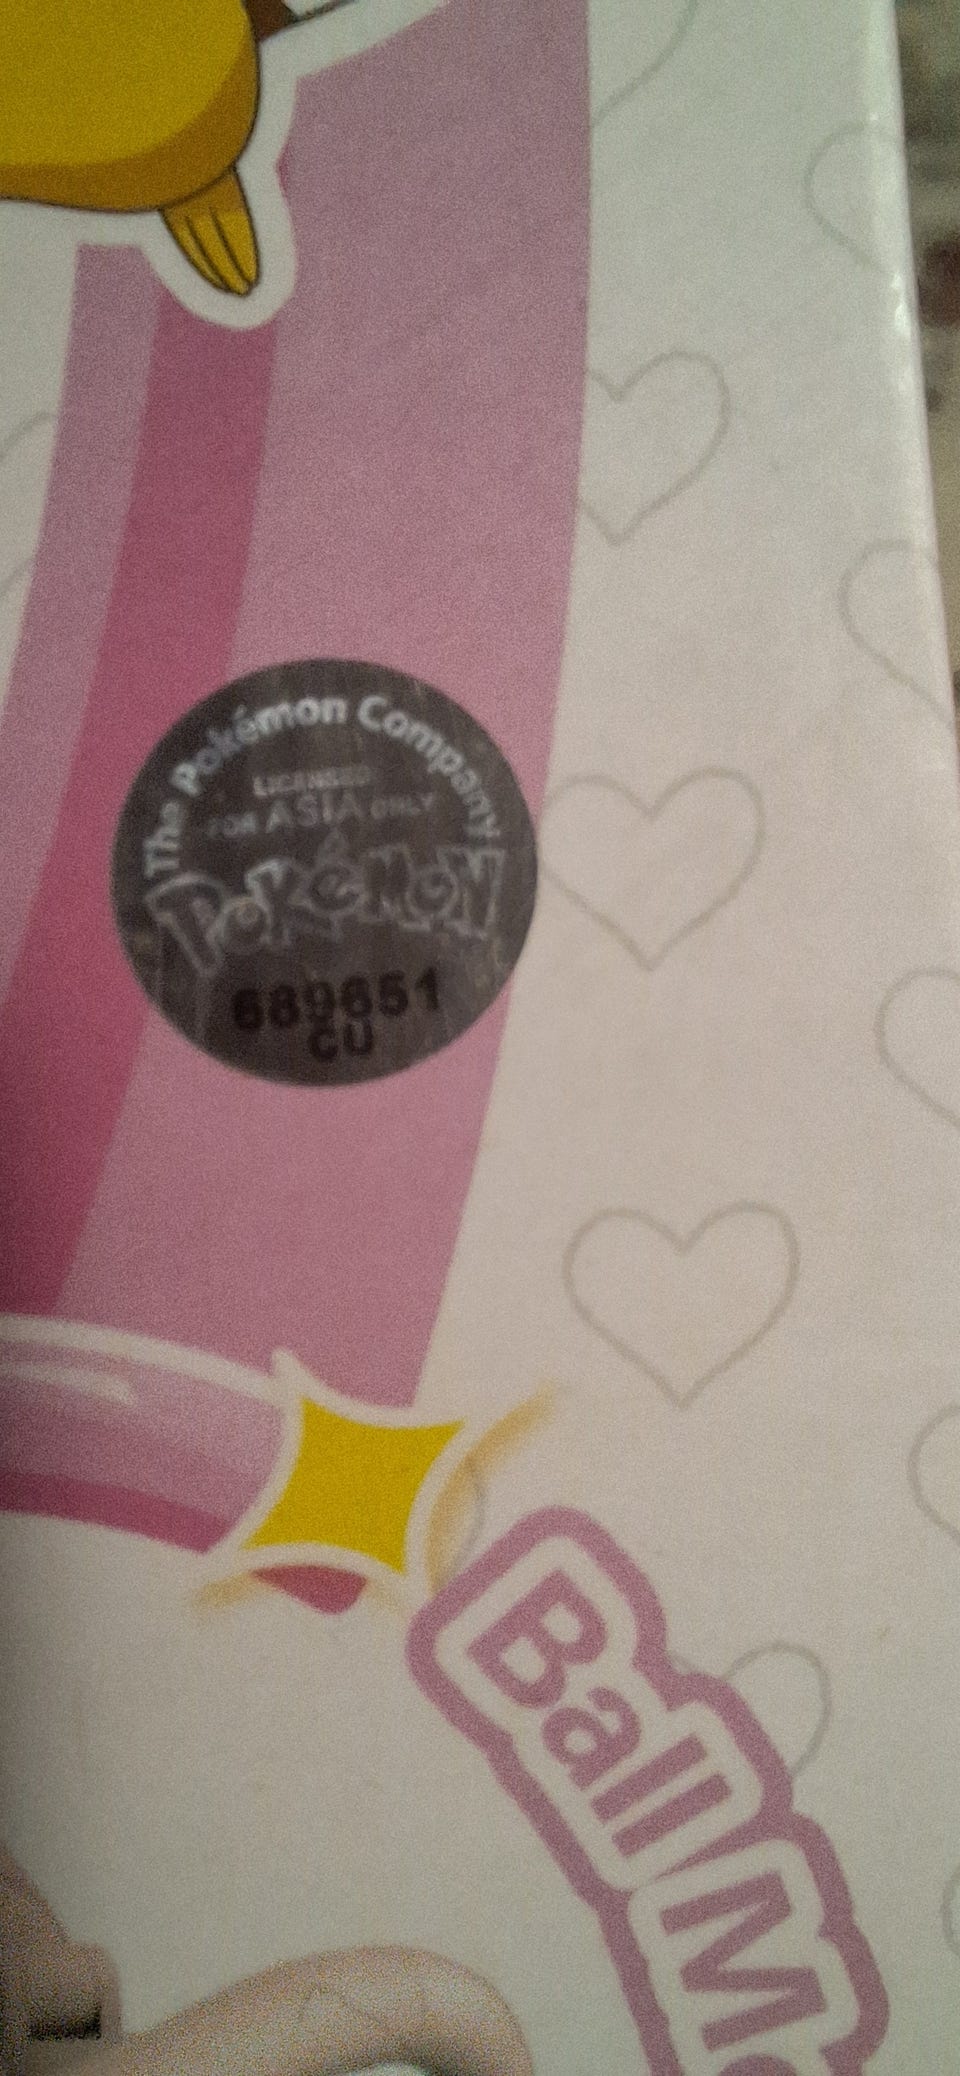 The Pokémon Company
LICENSED
FOR ASIA ONLY
POKéMON
689651
CU
Ball M